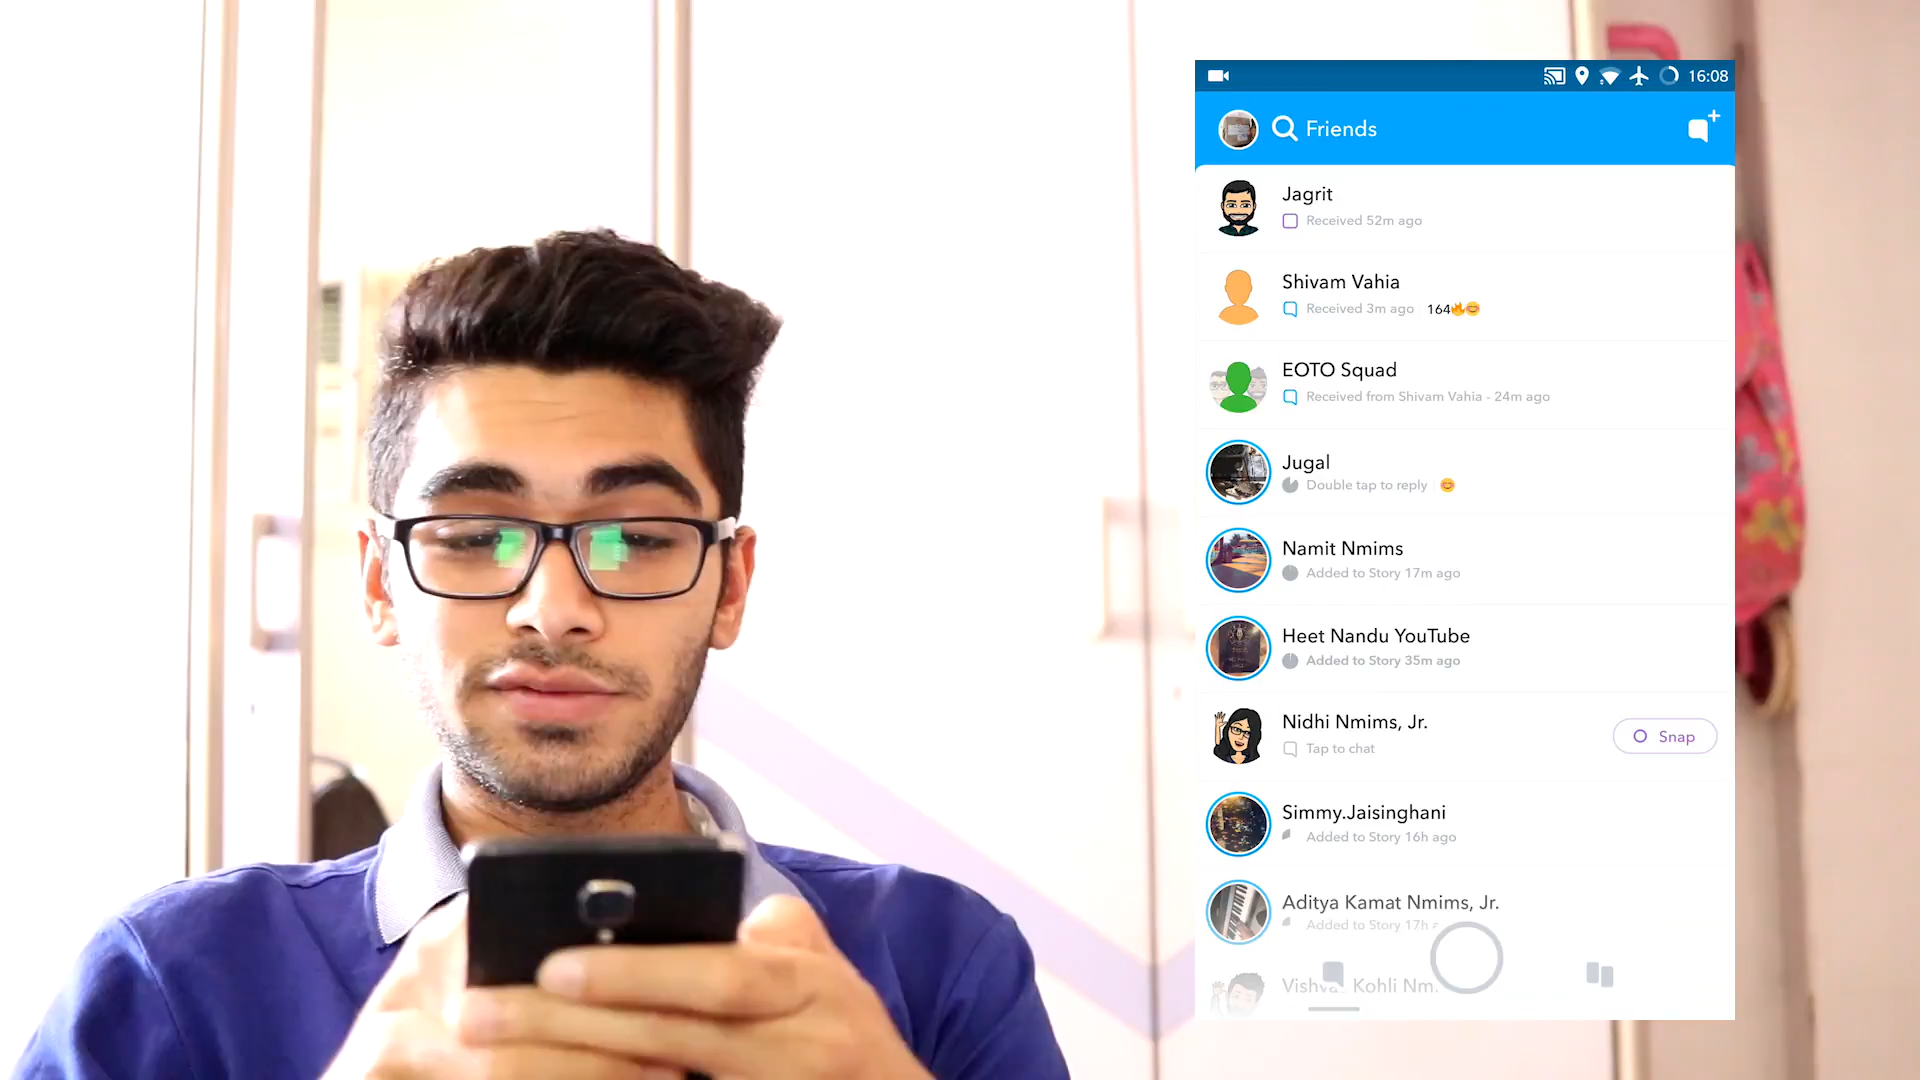 16:08
Friends
Jagrit
Received 52m ago
Shivam Vahia
Received 3m ago 164🔥😊
EOTO Squad
Received from Shivam Vahia - 24m ago
Jugal
Double tap to reply 😊
Namit Nmims
Added to Story 17m ago
Heet Nandu YouTube
Added to Story 35m ago
Nidhi Nmims, Jr.
Tap to chat
Snap
Simmy.Jaisinghani
Added to Story 16h ago
Aditya Kamat Nmims, Jr.
Added to Story 17h
Kohli Nm